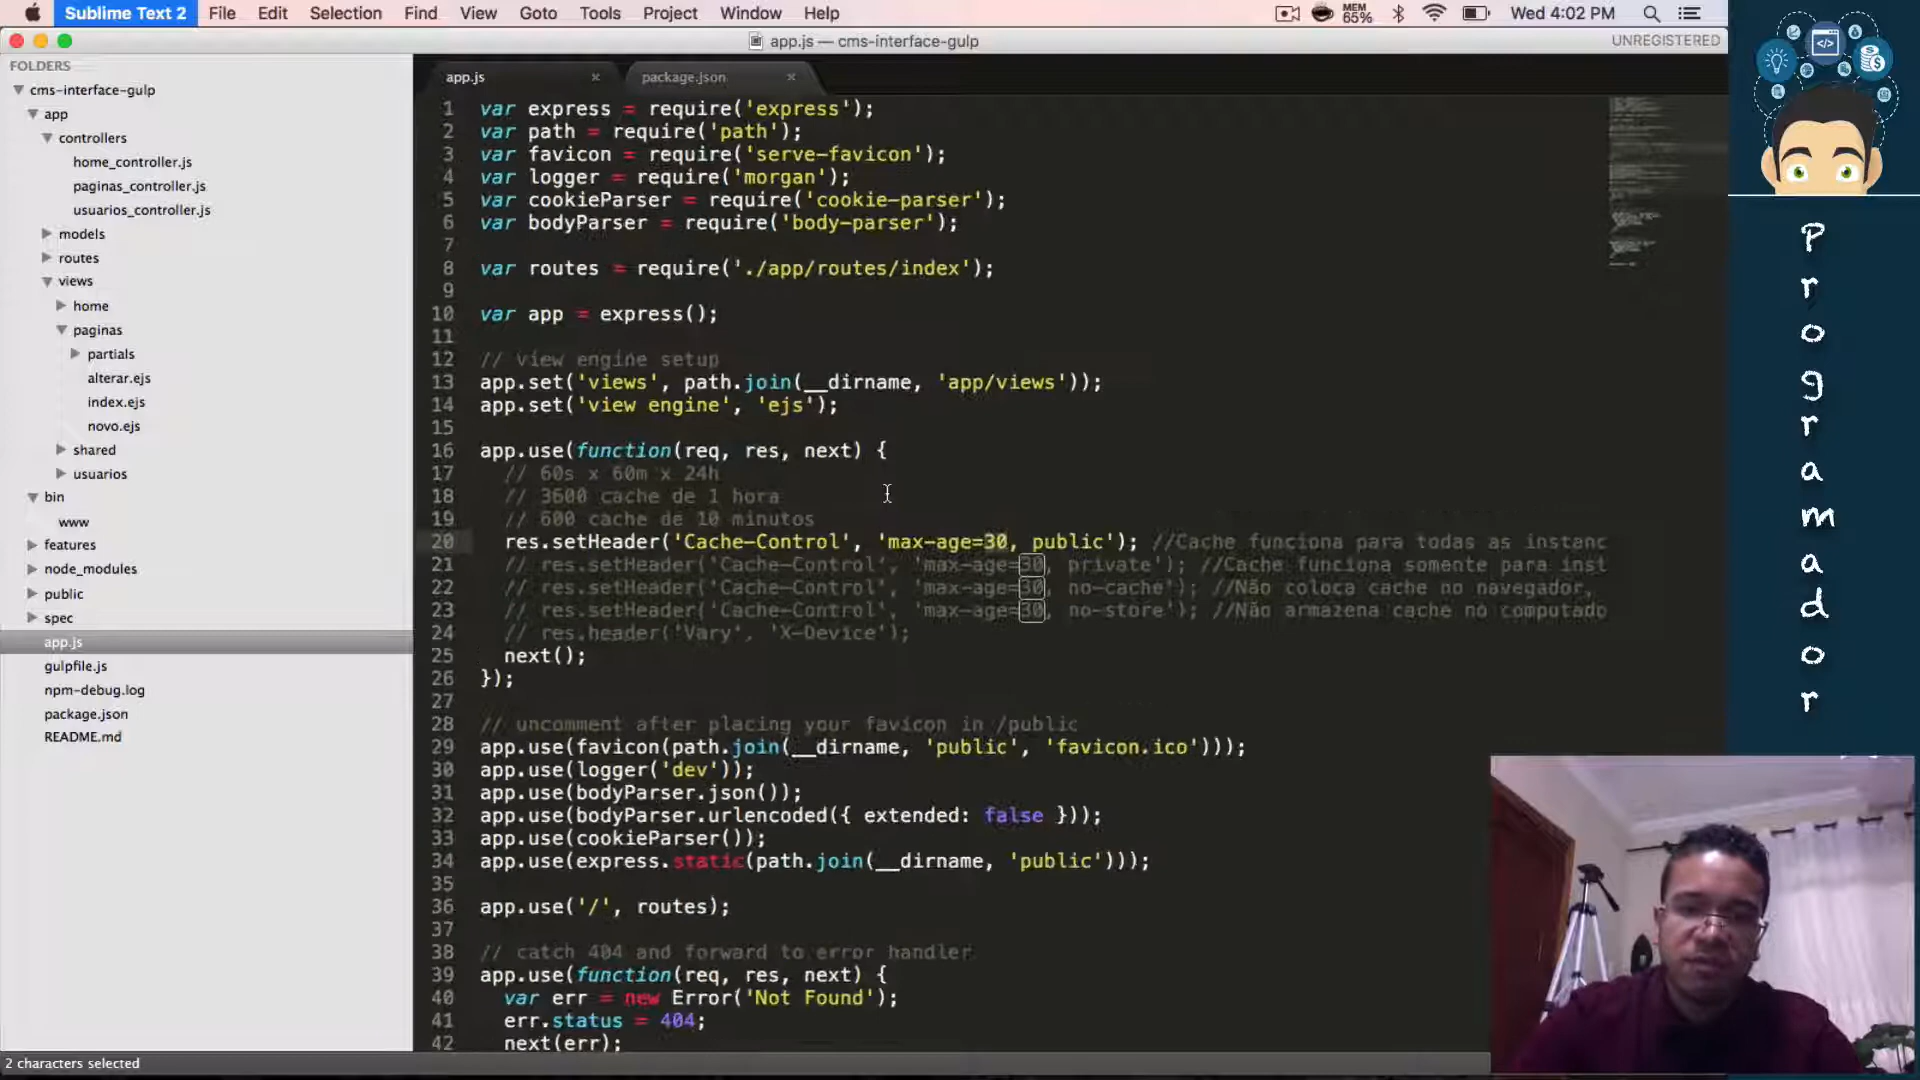 Sublime Text 2 File Edit Selection Find View Goto Tools Project Window Help MEM 65% Wed 4:02 PM
app.js — cms-interface-gulp UNREGISTERED
FOLDERS
cms-interface-gulp
app
controllers
home_controller.js
paginas_controller.js
usuarios_controller.js
models
routes
views
home
paginas
partials
alterar.ejs
index.ejs
novo.ejs
shared
usuarios
bin
www
features
node_modules
public
spec
app.js
gulpfile.js
npm-debug.log
package.json
README.md
app.js × package.json ×
1 var express = require('express');
2 var path = require('path');
3 var favicon = require('serve-favicon');
4 var logger = require('morgan');
5 var cookieParser = require('cookie-parser');
6 var bodyParser = require('body-parser');
7
8 var routes = require('./app/routes/index');
9
10 var app = express();
11
12 // view engine setup
13 app.set('views', path.join(__dirname, 'app/views'));
14 app.set('view engine', 'ejs');
15
16 app.use(function(req, res, next) {
17 // 60s x 60m x 24h
18 // 3600 cache de 1 hora
19 // 600 cache de 10 minutos
20 res.setHeader('Cache-Control', 'max-age=30, public'); //Cache funciona para todas as instanc
21 // res.setHeader('Cache-Control', 'max-age=30, private'); //Cache funciona somente para inst
22 // res.setHeader('Cache-Control', 'max-age=30, no-cache'); //Não coloca cache no navegador,
23 // res.setHeader('Cache-Control', 'max-age=30, no-store'); //Não armazena cache no computado
24 // res.header('Vary', 'X-Device');
25 next();
26 });
27
28 // uncomment after placing your favicon in /public
29 app.use(favicon(path.join(__dirname, 'public', 'favicon.ico')));
30 app.use(logger('dev'));
31 app.use(bodyParser.json());
32 app.use(bodyParser.urlencoded({ extended: false }));
33 app.use(cookieParser());
34 app.use(express.static(path.join(__dirname, 'public')));
35
36 app.use('/', routes);
37
38 // catch 404 and forward to error handler
39 app.use(function(req, res, next) {
40 var err = new Error('Not Found');
41 err.status = 404;
42 next(err);
2 characters selected
</>
P
r
o
g
r
a
m
a
d
o
r